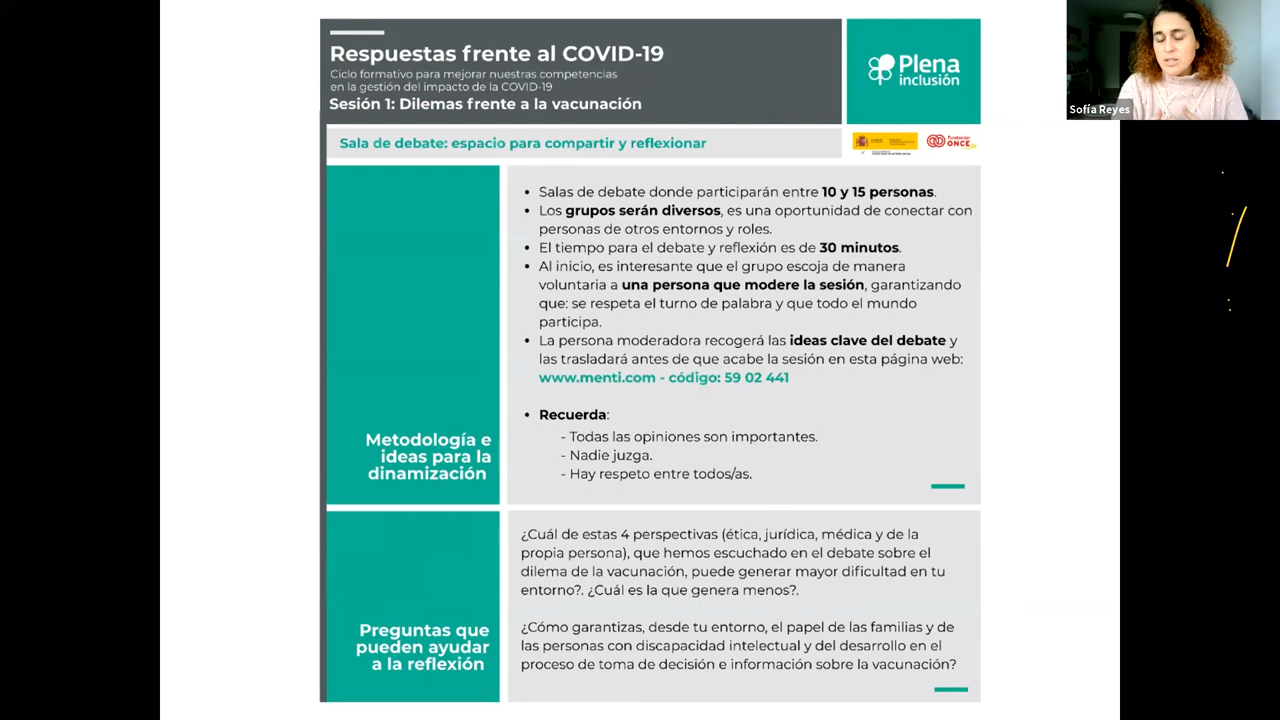 Respuestas frente al COVID-19
Ciclo formativo para mejorar nuestras competencias
en la gestión del impacto de la COVID-19
Sesión 1: Dilemas frente a la vacunación
Plena
inclusión
Sofía Reyes
Sala de debate: espacio para compartir y reflexionar
Fundación
ONCE
Metodología e
ideas para la
dinamización
• Salas de debate donde participarán entre 10 y 15 personas.
• Los grupos serán diversos, es una oportunidad de conectar con
personas de otros entornos y roles.
• El tiempo para el debate y reflexión es de 30 minutos.
• Al inicio, es interesante que el grupo escoja de manera
voluntaria a una persona que modere la sesión, garantizando
que: se respeta el turno de palabra y que todo el mundo
participa.
• La persona moderadora recogerá las ideas clave del debate y
las trasladará antes de que acabe la sesión en esta página web:
www.menti.com - código: 59 02 441
• Recuerda:
- Todas las opiniones son importantes.
- Nadie juzga.
- Hay respeto entre todos/as.
Preguntas que
pueden ayudar
a la reflexión
¿Cuál de estas 4 perspectivas (ética, jurídica, médica y de la
propia persona), que hemos escuchado en el debate sobre el
dilema de la vacunación, puede generar mayor dificultad en tu
entorno?. ¿Cuál es la que genera menos?.
¿Cómo garantizas, desde tu entorno, el papel de las familias y de
las personas con discapacidad intelectual y del desarrollo en el
proceso de toma de decisión e información sobre la vacunación?